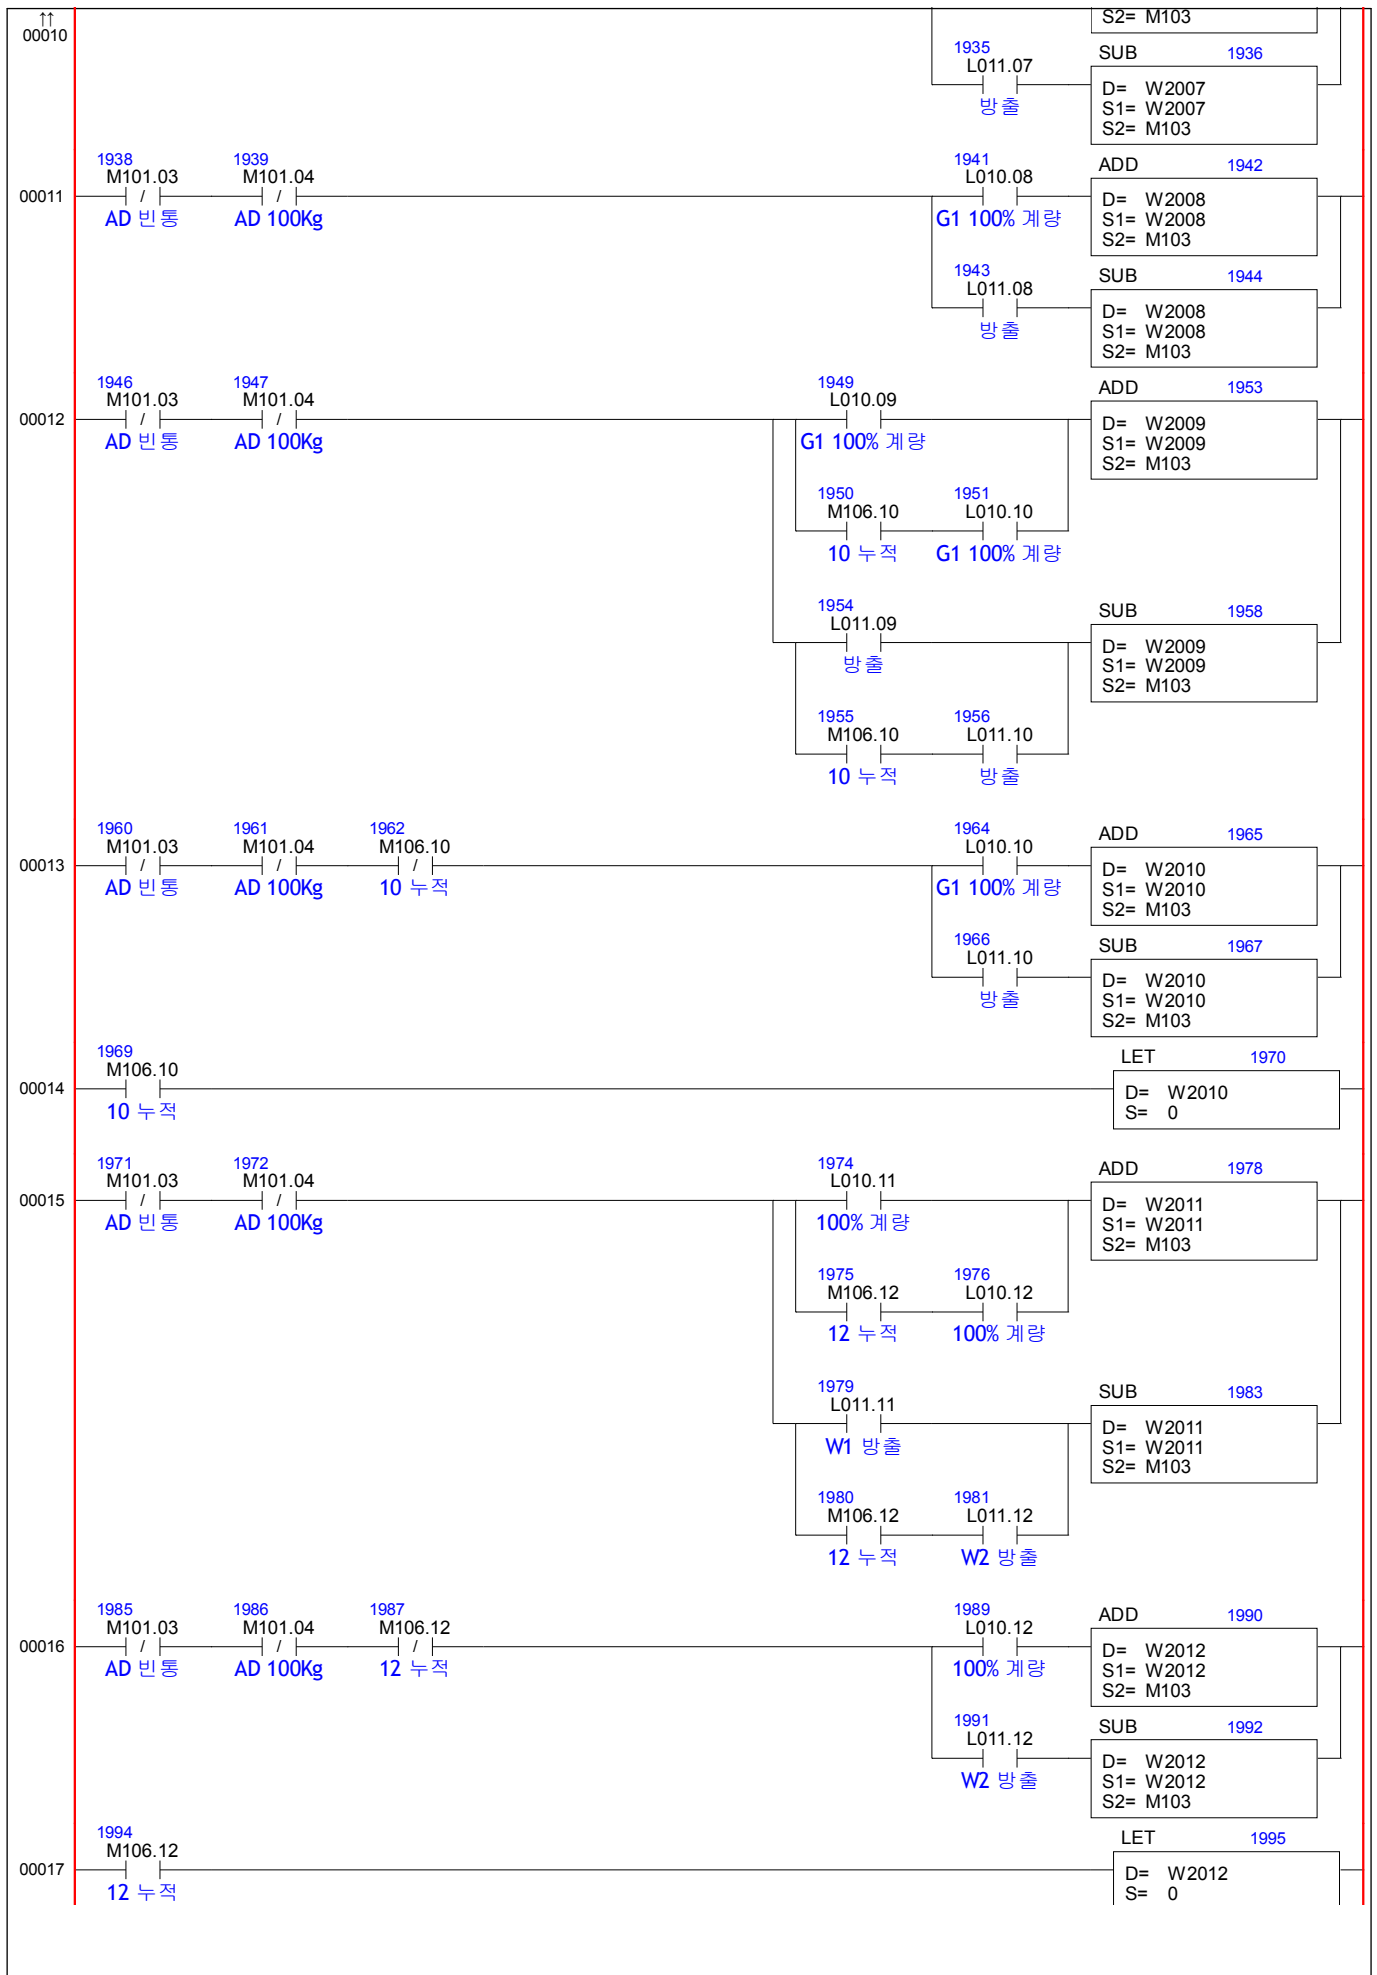 ↑↑
00010
S2= M103
1935
L011.07
방출
SUB 1936
D= W2007
S1= W2007
S2= M103
00011
1938
M101.03
/
AD 빈통
1939
M101.04
/
AD 100Kg
1941
L010.08
G1 100% 계량
ADD 1942
D= W2008
S1= W2008
S2= M103
1943
L011.08
방출
SUB 1944
D= W2008
S1= W2008
S2= M103
00012
1946
M101.03
/
AD 빈통
1947
M101.04
/
AD 100Kg
1949
L010.09
G1 100% 계량
ADD 1953
D= W2009
S1= W2009
S2= M103
1950
M106.10
10 누적
1951
L010.10
G1 100% 계량
1954
L011.09
방출
SUB 1958
D= W2009
S1= W2009
S2= M103
1955
M106.10
10 누적
1956
L011.10
방출
00013
1960
M101.03
/
AD 빈통
1961
M101.04
/
AD 100Kg
1962
M106.10
/
10 누적
1964
L010.10
G1 100% 계량
ADD 1965
D= W2010
S1= W2010
S2= M103
1966
L011.10
방출
SUB 1967
D= W2010
S1= W2010
S2= M103
00014
1969
M106.10
10 누적
LET 1970
D= W2010
S= 0
00015
1971
M101.03
/
AD 빈통
1972
M101.04
/
AD 100Kg
1974
L010.11
100% 계량
ADD 1978
D= W2011
S1= W2011
S2= M103
1975
M106.12
12 누적
1976
L010.12
100% 계량
1979
L011.11
W1 방출
SUB 1983
D= W2011
S1= W2011
S2= M103
1980
M106.12
12 누적
1981
L011.12
W2 방출
00016
1985
M101.03
/
AD 빈통
1986
M101.04
/
AD 100Kg
1987
M106.12
/
12 누적
1989
L010.12
100% 계량
ADD 1990
D= W2012
S1= W2012
S2= M103
1991
L011.12
W2 방출
SUB 1992
D= W2012
S1= W2012
S2= M103
00017
1994
M106.12
12 누적
LET 1995
D= W2012
S= 0